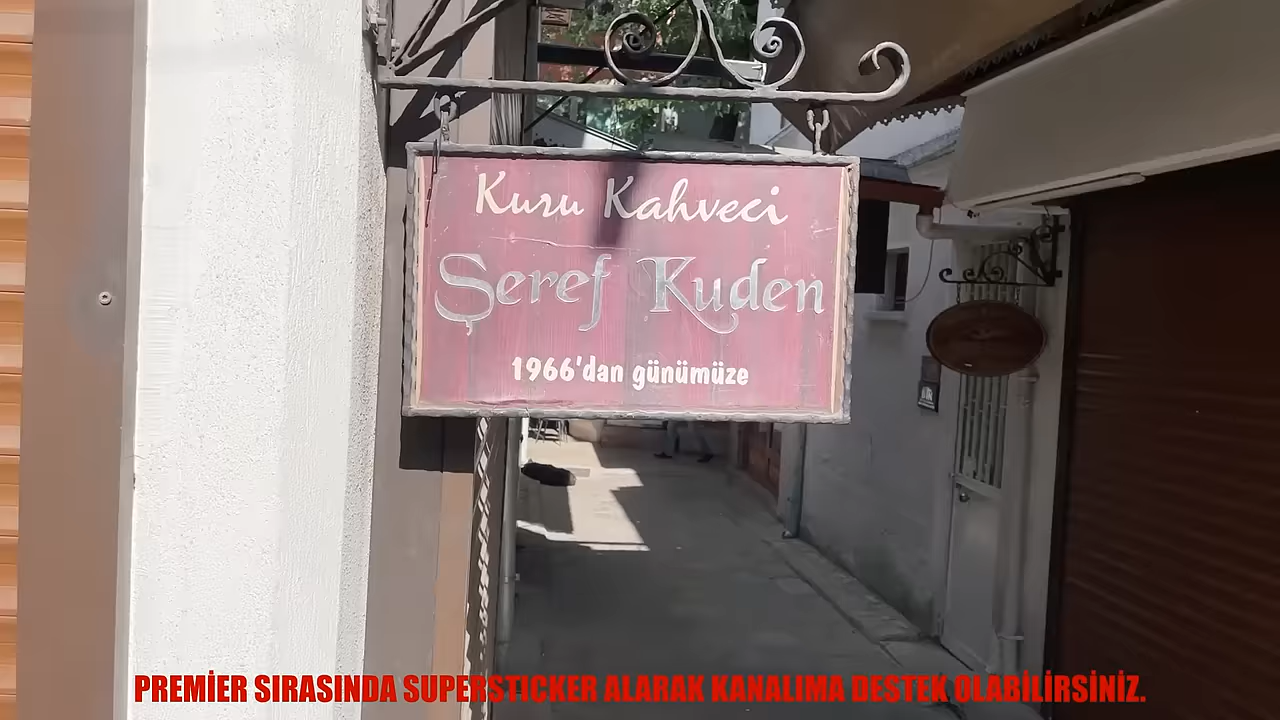 Kuru Kahveci
Şeref Kuden
1966'dan günümüze
PREMİER SIRASINDA SUPERSTICKER ALARAK KANALIMA DESTEK OLABİLİRSİNİZ.